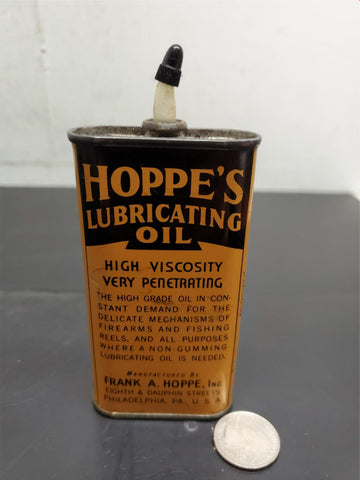 HOPPE'S
LUBRICATING
OIL
HIGH VISCOSITY
VERY PENETRATING
THE HIGH GRADE OIL IN CON-
STANT DEMAND FOR THE
DELICATE MECHANISMS OF
FIREARMS AND FISHING
REELS, AND ALL PURPOSES
WHERE A NON-GUMMING
LUBRICATING OIL IS NEEDED.
MANUFACTURED BY
FRANK A. HOPPE, INC
EIGHTH & DAUPHIN STREETS
PHILADELPHIA, PA., U.S.A.